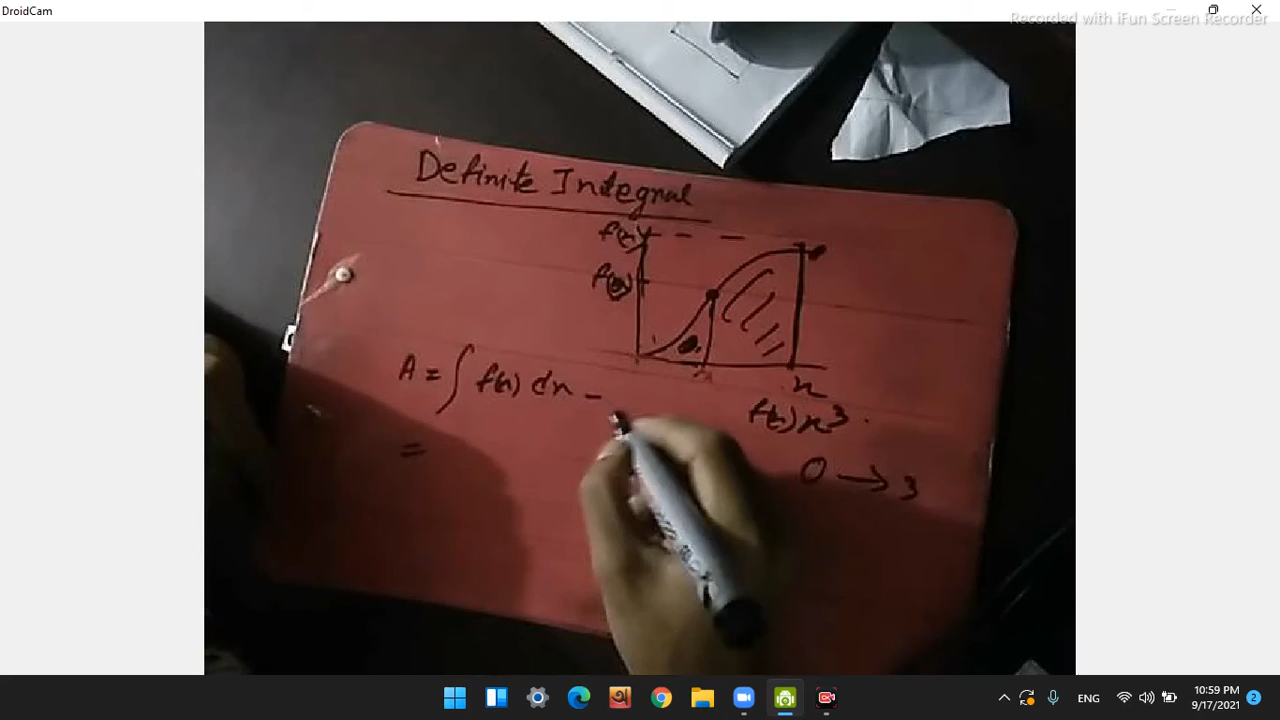 DroidCam
Recorded with iFun Screen Recorder
Definite Integral
f(x)
A = ∫ f(x) dx -
x
f(x) x³
=
0 → 3
ENG
10:59 PM
9/17/2021
2